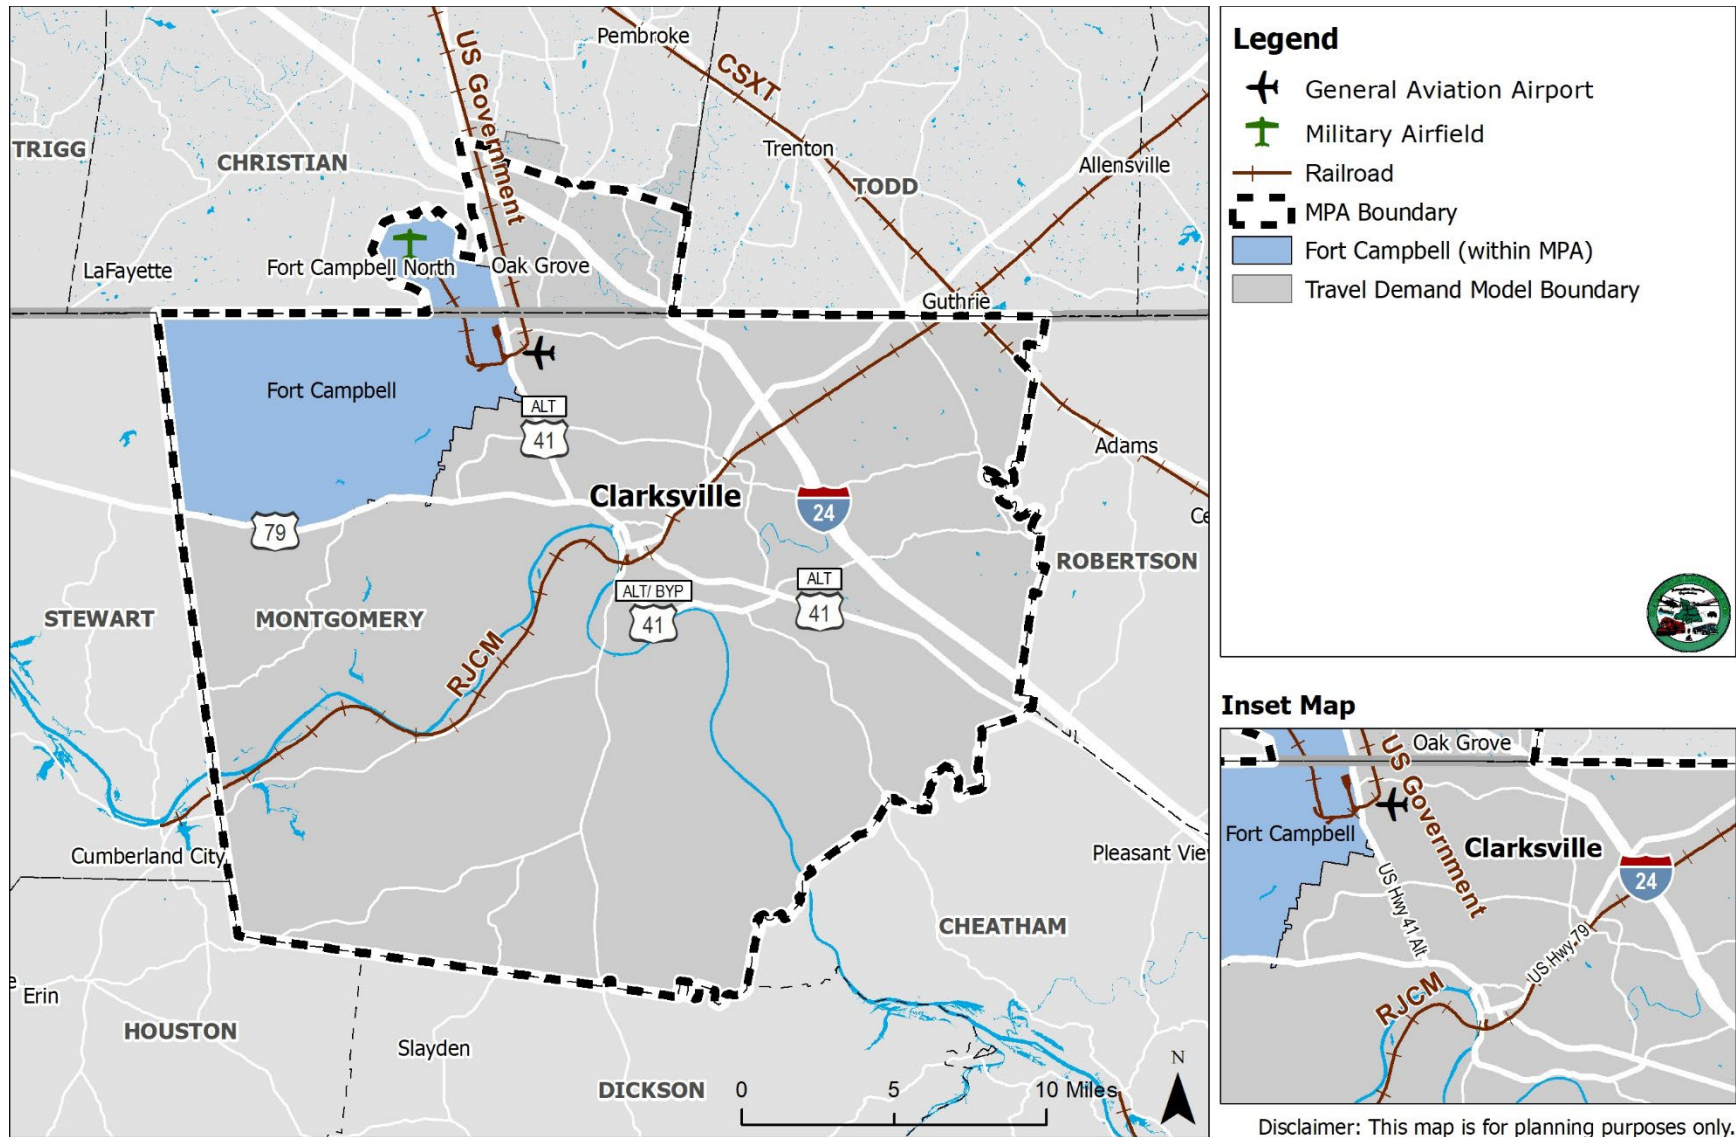 US Government
Pembroke
CSXT
TRIGG
CHRISTIAN
Trenton
Allensville
TODD
LaFayette
Fort Campbell North
Oak Grove
Guthrie
Fort Campbell
ALT
41
Adams
Clarksville
24
79
Ce
ROBERTSON
STEWART
MONTGOMERY
ALT/ BYP
41
ALT
41
RJCM
Cumberland City
Pleasant View
CHEATHAM
e
Erin
HOUSTON
Slayden
DICKSON
0 5 10 Miles
N
Legend
General Aviation Airport
Military Airfield
Railroad
MPA Boundary
Fort Campbell (within MPA)
Travel Demand Model Boundary
Inset Map
Oak Grove
US Government
Fort Campbell
Clarksville
24
US Hwy 41 Alt
US Hwy 79
RJCM
Disclaimer: This map is for planning purposes only.